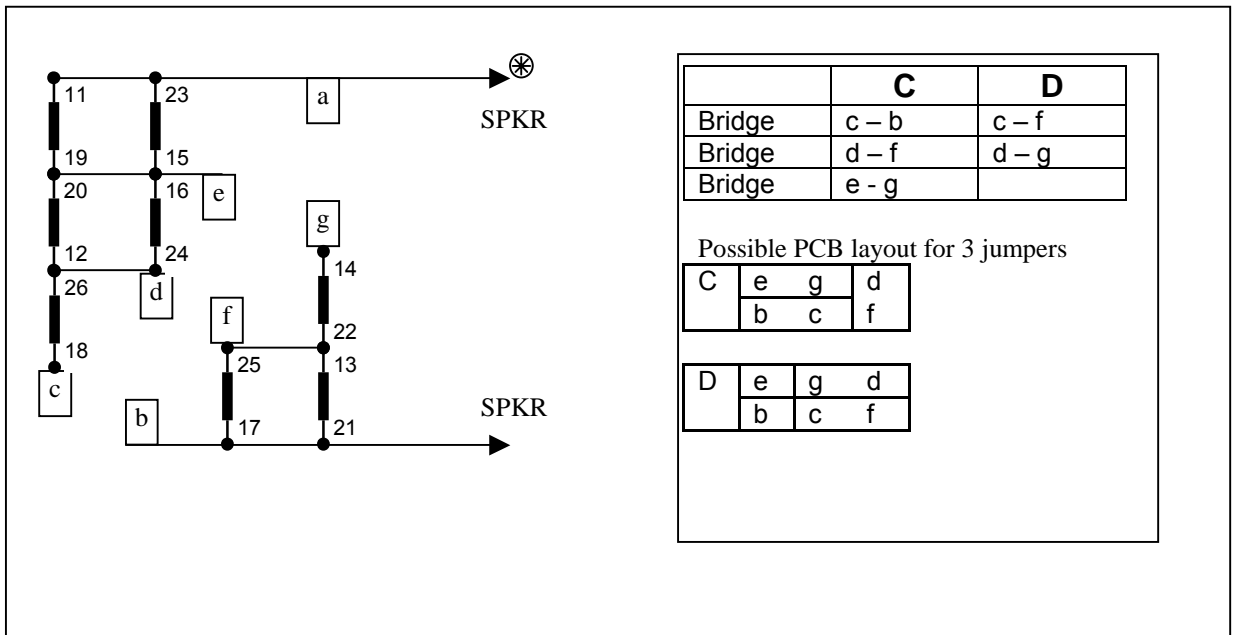 11 23 a
SPKR
19 15
20 16 e
g
12 24 14
26 d
f
18 22
25 13
c
b SPKR
17 21
C D
Bridge c – b c – f
Bridge d – f d – g
Bridge e - g
Possible PCB layout for 3 jumpers
C e g d
b c f
D e g d
b c f